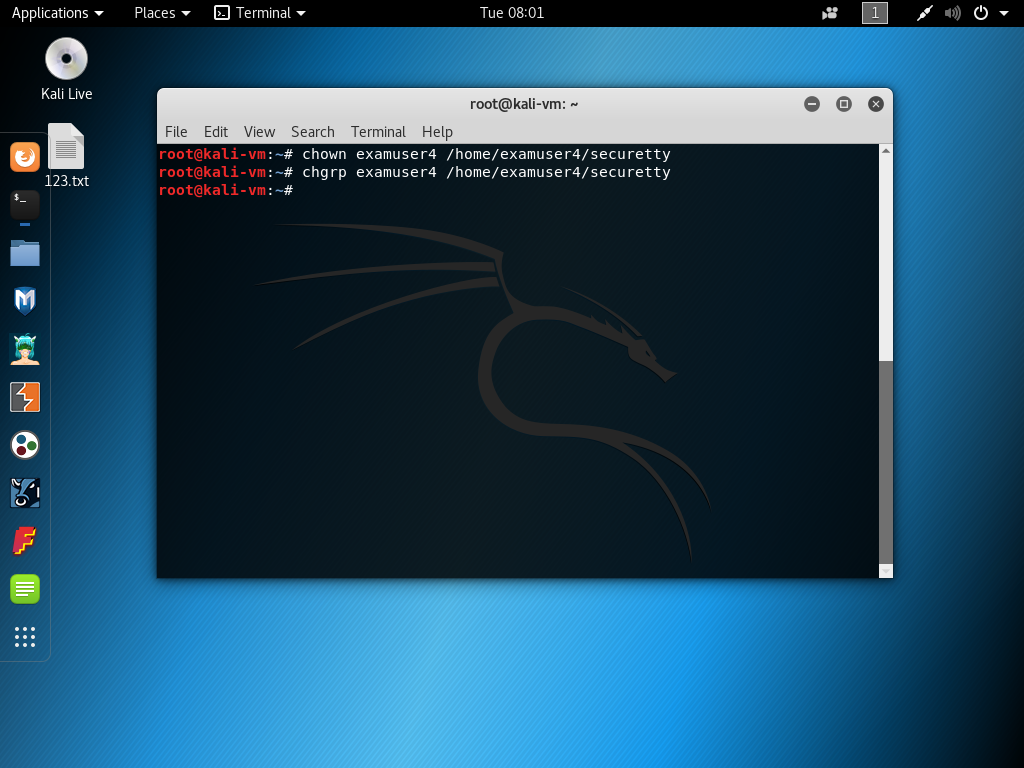 Applications Places Terminal Tue 08:01 1
Kali Live
123.txt
root@kali-vm: ~
File Edit View Search Terminal Help
root@kali-vm:~# chown examuser4 /home/examuser4/securetty
root@kali-vm:~# chgrp examuser4 /home/examuser4/securetty
root@kali-vm:~#